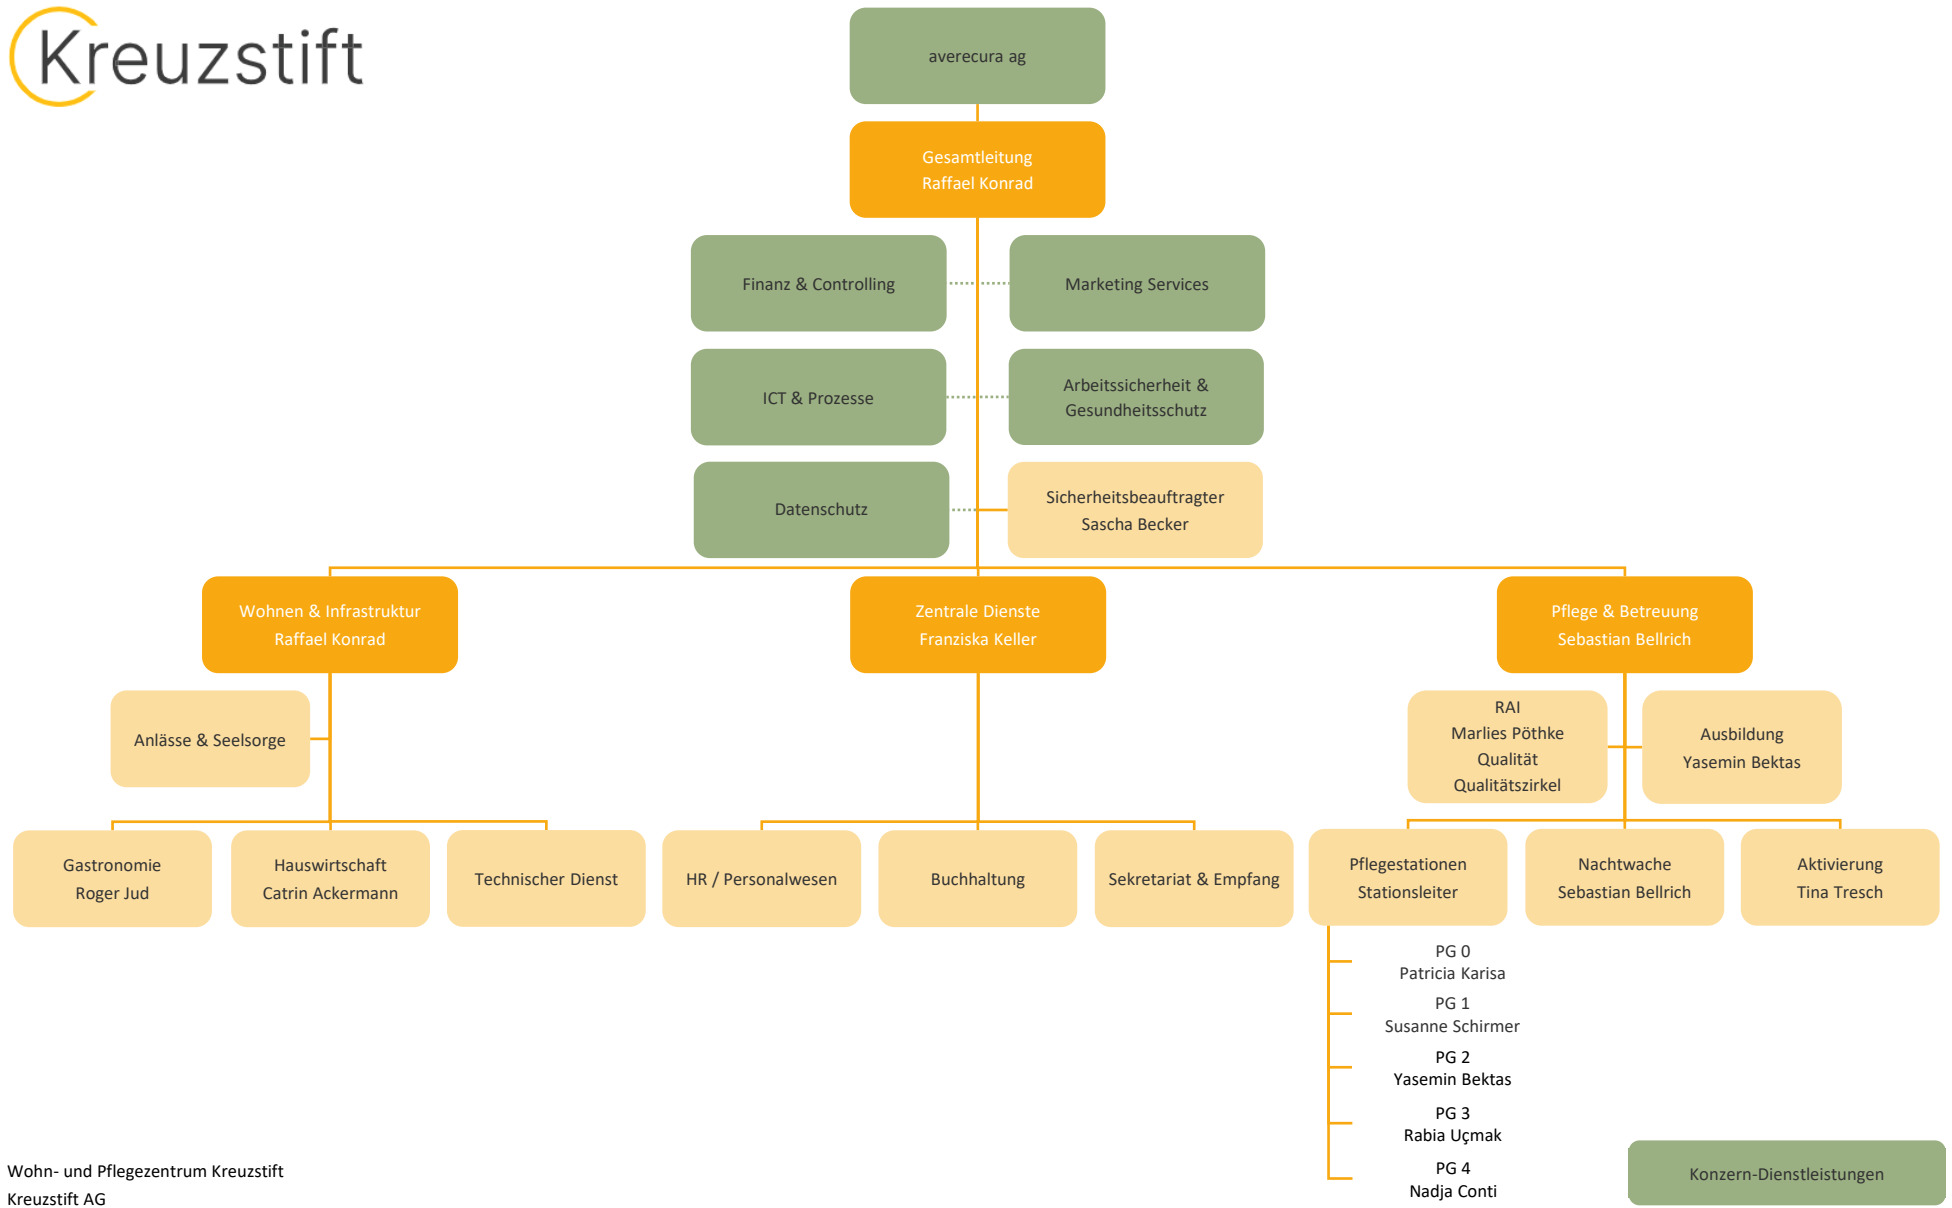 Kreuzstift
averecura ag
Gesamtleitung
Raffael Konrad
Finanz & Controlling
Marketing Services
ICT & Prozesse
Arbeitssicherheit &
Gesundheitsschutz
Datenschutz
Sicherheitsbeauftragter
Sascha Becker
Wohnen & Infrastruktur
Raffael Konrad
Zentrale Dienste
Franziska Keller
Pflege & Betreuung
Sebastian Bellrich
Anlässe & Seelsorge
RAI
Marlies Pöthke
Qualität
Qualitätszirkel
Ausbildung
Yasemin Bektas
Gastronomie
Roger Jud
Hauswirtschaft
Catrin Ackermann
Technischer Dienst
HR / Personalwesen
Buchhaltung
Sekretariat & Empfang
Pflegestationen
Stationsleiter
Nachtwache
Sebastian Bellrich
Aktivierung
Tina Tresch
PG 0
Patricia Karisa
PG 1
Susanne Schirmer
PG 2
Yasemin Bektas
PG 3
Rabia Uçmak
PG 4
Nadja Conti
Wohn- und Pflegezentrum Kreuzstift
Kreuzstift AG
Konzern-Dienstleistungen